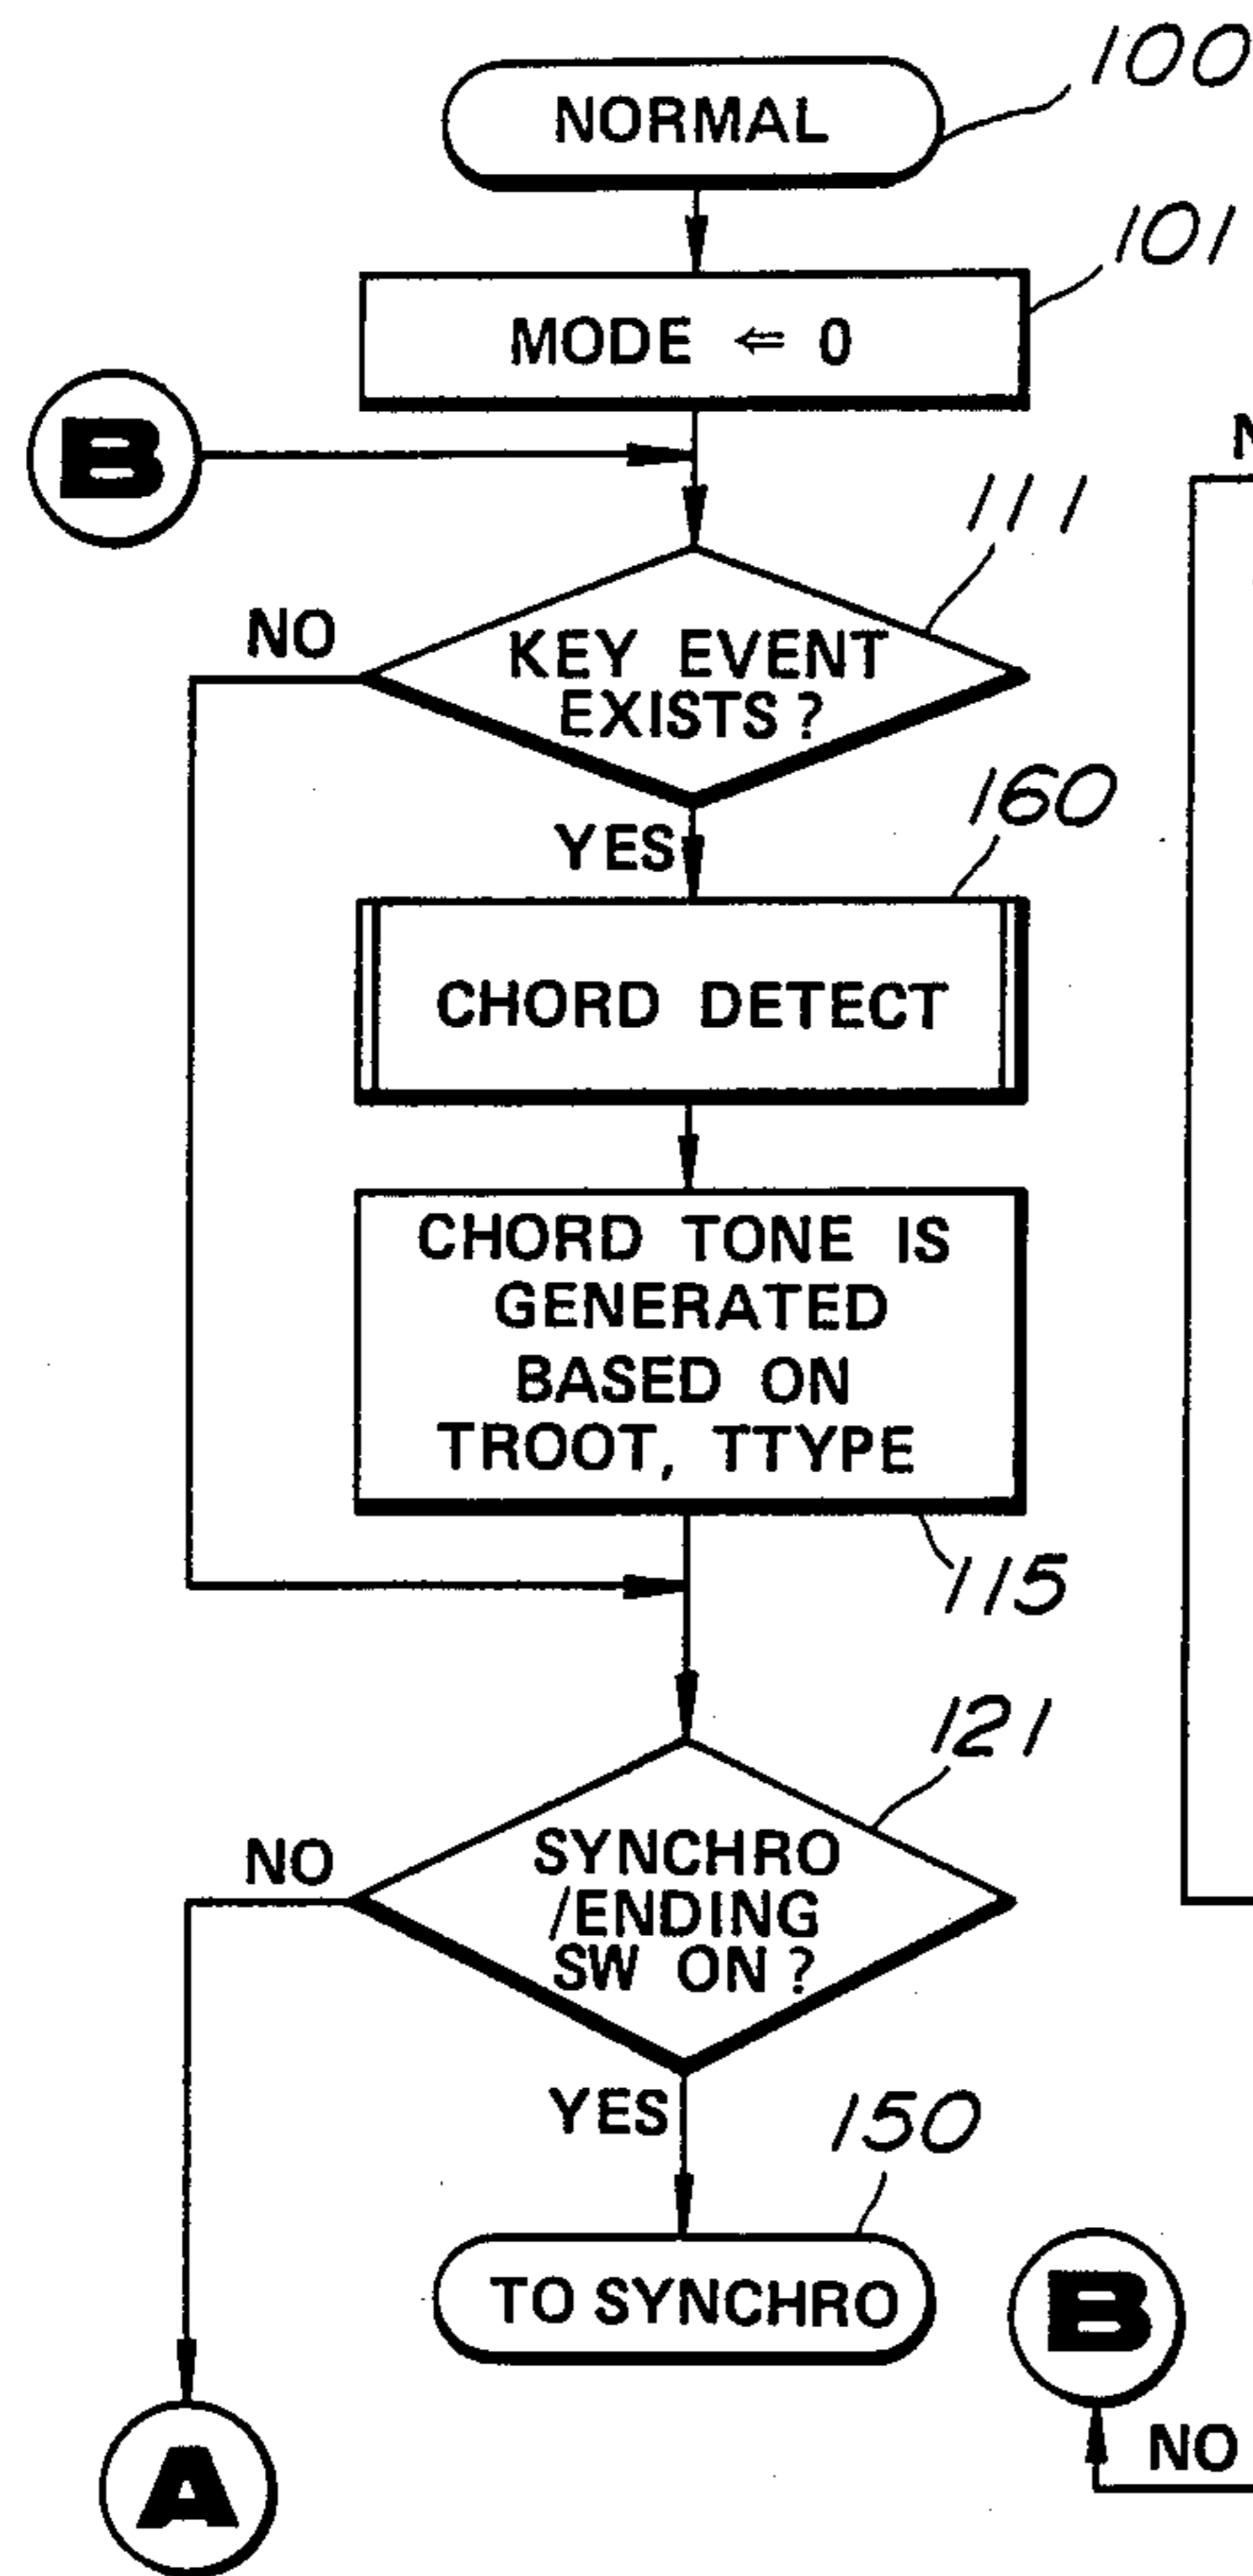 100
NORMAL
101
MODE ⇐ 0
B
N
111
NO
KEY EVENT
EXISTS?
160
YES
CHORD DETECT
CHORD TONE IS
GENERATED
BASED ON
TROOT, TTYPE
115
121
NO
SYNCHRO
/ENDING
SW ON?
YES
150
TO SYNCHRO
B
NO
A